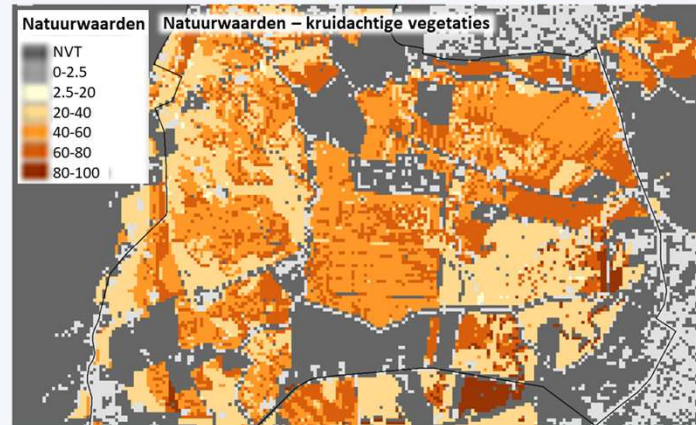 Natuurwaarden
Natuurwaarden – kruidachtige vegetaties
NVT
0-2.5
2.5-20
20-40
40-60
60-80
80-100